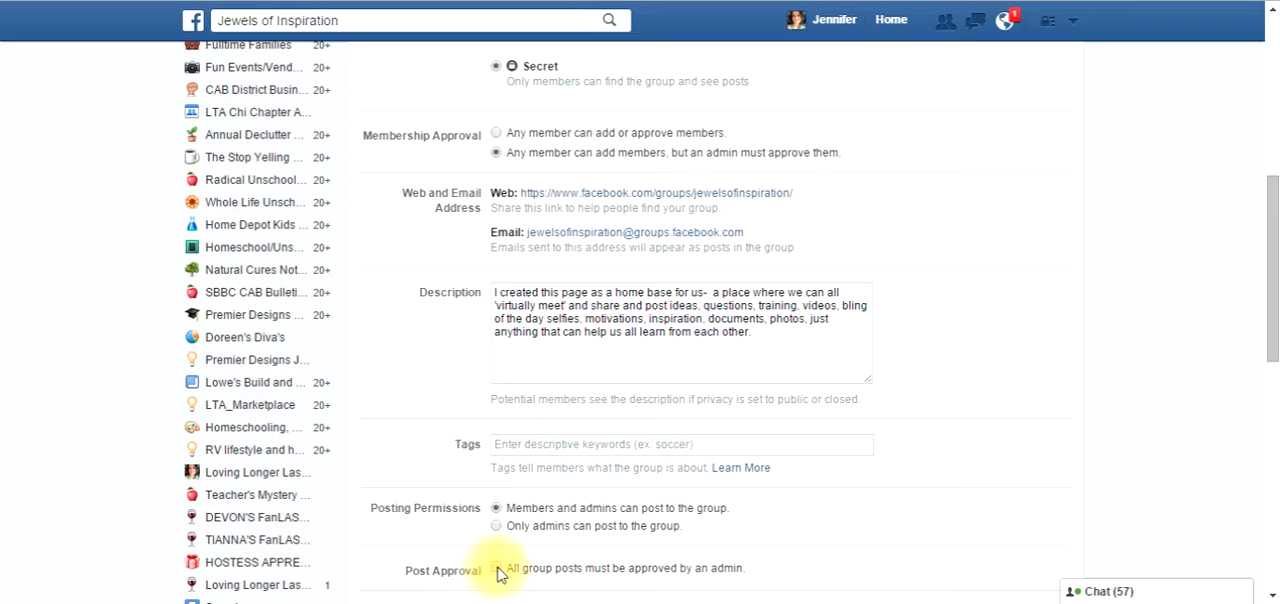 Jewels of Inspiration
Jennifer Home 1
Fulltime Families 20+
Fun Events/Vend... 20+
CAB District Busin... 20+
LTA Chi Chapter A...
Annual Declutter ... 20+
The Stop Yelling ... 20+
Radical Unschool... 20+
Whole Life Unsch... 20+
Home Depot Kids ... 20+
Homeschool/Uns... 20+
Natural Cures Not... 20+
SBBC CAB Bulleti... 20+
Premier Designs ... 20+
Doreen's Diva's
Premier Designs J...
Lowe's Build and ... 20+
LTA_Marketplace 20+
Homeschooling, ... 20+
RV lifestyle and h... 20+
Loving Longer Las...
Teacher's Mystery ...
DEVON'S FanLAS...
TIANNA'S FanLAS...
HOSTESS APPRE...
Loving Longer Las... 1
Secret
Only members can find the group and see posts.
Membership Approval
Any member can add or approve members.
Any member can add members, but an admin must approve them.
Web and Email Address
Web: https://www.facebook.com/groups/jewelsofinspiration/
Share this link to help people find your group.
Email: jewelsofinspiration@groups.facebook.com
Emails sent to this address will appear as posts in the group.
Description
I created this page as a home base for us- a place where we can all
'virtually meet' and share and post ideas, questions, training, videos, bling
of the day selfies, motivations, inspiration, documents, photos, just
anything that can help us all learn from each other.
Potential members see the description if privacy is set to public or closed.
Tags
Enter descriptive keywords (ex. soccer)
Tags tell members what the group is about. Learn More
Posting Permissions
Members and admins can post to the group.
Only admins can post to the group.
Post Approval
All group posts must be approved by an admin.
Chat (57)